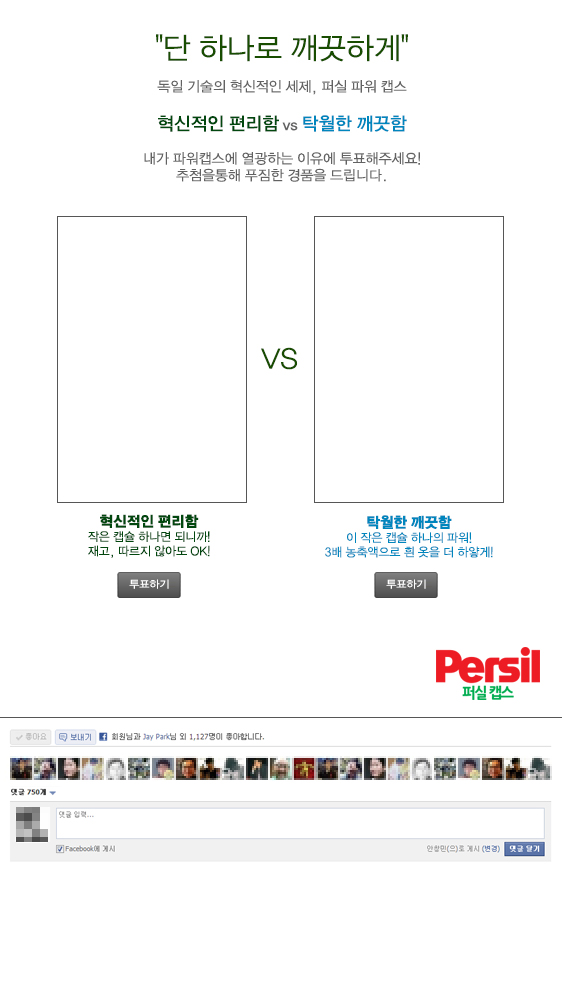 "단 하나로 깨끗하게"
독일 기술의 혁신적인 세제, 퍼실 파워 캡스
혁신적인 편리함 vs 탁월한 깨끗함
내가 파워캡스에 열광하는 이유에 투표해주세요!
추첨을통해 푸짐한 경품을 드립니다.
VS
혁신적인 편리함
작은 캡슐 하나면 되니까!
재고, 따르지 않아도 OK!
투표하기
탁월한 깨끗함
이 작은 캡슐 하나의 파워!
3배 농축액으로 흰 옷을 더 하얗게!
투표하기
Persil
퍼실 캡스
좋아요 보내기 회원님과 Jay Park님 외 1,127명이 좋아합니다.
댓글 750개
댓글 입력...
Facebook에 게시
안창민(으)로 게시 (변경) 댓글 달기